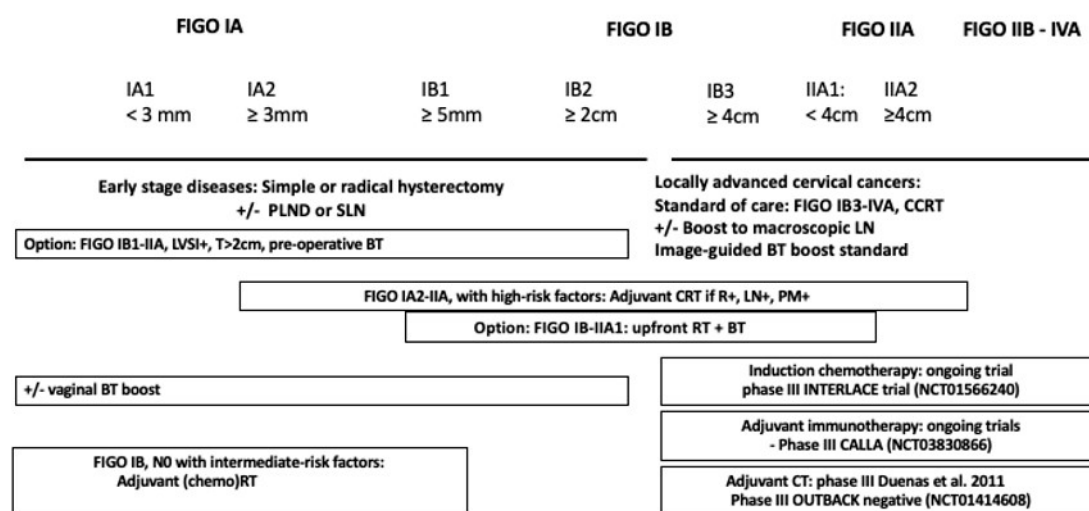 FIGO IA FIGO IB FIGO IIA FIGO IIB - IVA
IA1 IA2 IB1 IB2 IB3 IIA1: IIA2
< 3 mm ≥ 3mm ≥ 5mm ≥ 2cm ≥ 4cm < 4cm ≥4cm
Early stage diseases: Simple or radical hysterectomy
+/- PLND or SLN
Locally advanced cervical cancers:
Standard of care: FIGO IB3-IVA, CCRT
+/- Boost to macroscopic LN
Image-guided BT boost standard
Option: FIGO IB1-IIA, LVSI+, T>2cm, pre-operative BT
FIGO IA2-IIA, with high-risk factors: Adjuvant CRT if R+, LN+, PM+
Option: FIGO IB-IIA1: upfront RT + BT
+/- vaginal BT boost
Induction chemotherapy: ongoing trial
phase III INTERLACE trial (NCT01566240)
Adjuvant immunotherapy: ongoing trials
- Phase III CALLA (NCT03830866)
FIGO IB, N0 with intermediate-risk factors:
Adjuvant (chemo)RT
Adjuvant CT: phase III Duenas et al. 2011
Phase III OUTBACK negative (NCT01414608)